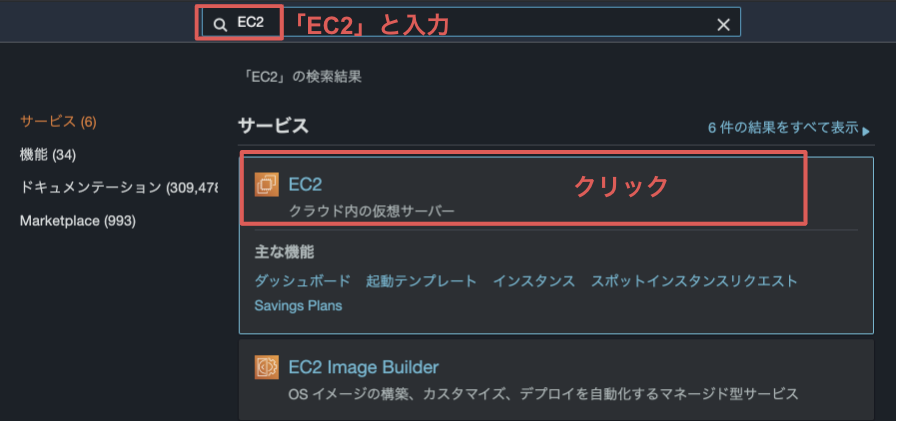 EC2
「EC2」と入力
「EC2」の検索結果
サービス (6)
機能 (34)
ドキュメンテーション (309,478
Marketplace (993)
サービス
6 件の結果をすべて表示
EC2
クリック
クラウド内の仮想サーバー
主な機能
ダッシュボード 起動テンプレート インスタンス スポットインスタンスリクエスト
Savings Plans
EC2 Image Builder
OS イメージの構築、カスタマイズ、デプロイを自動化するマネージド型サービス